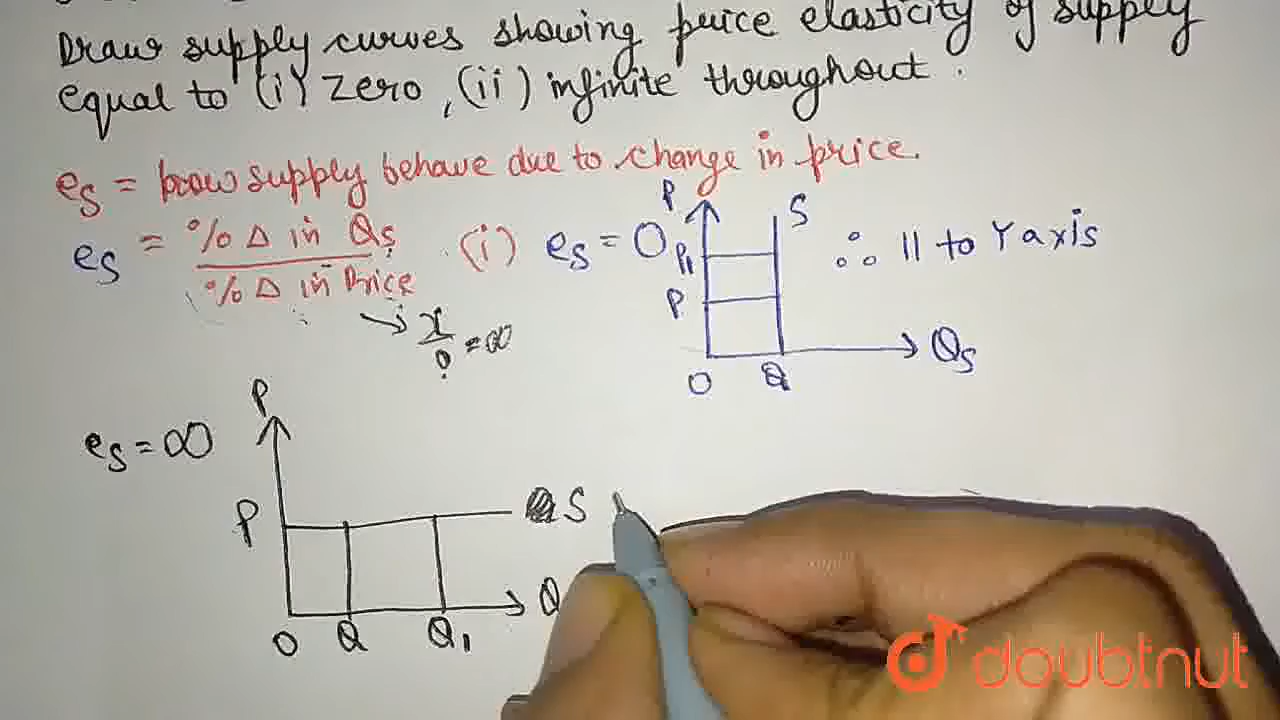 Draw supply curves showing price elasticity of supply
equal to (i) Zero, (ii) infinite throughout.
es = how supply behave due to change in price.
es = % Δ in Qs
% Δ in Price
→ x/0 = ∞
(i) es = 0
P
P1
P
S
O
Q
Qs
∴ || to Y axis
es = ∞
P
P
S
O
Q
Q1
Q
doubtnut